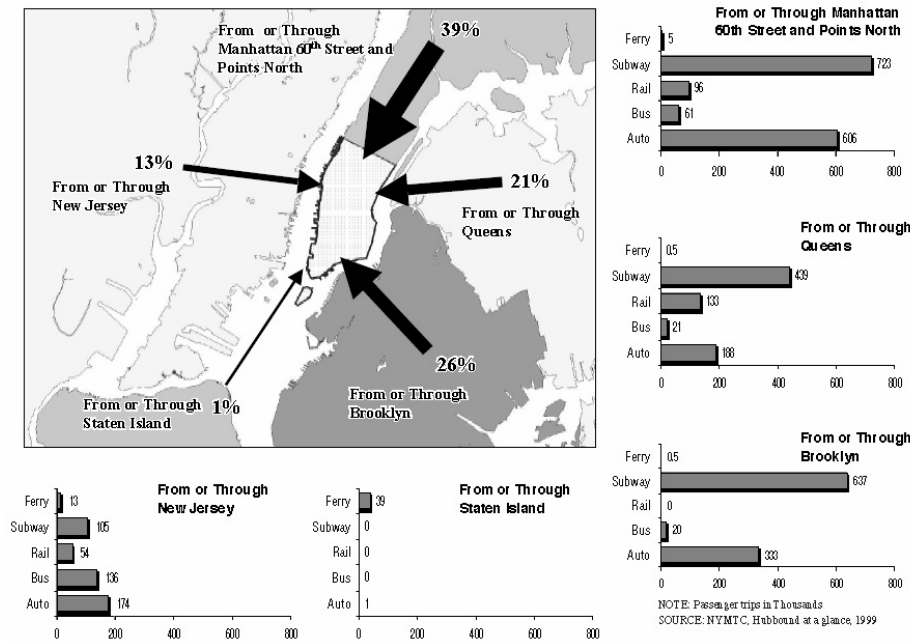 From or Through
Manhattan 60th Street and
Points North
39%
13%
From or Through
New Jersey
21%
From or Through
Queens
26%
From or Through
Brooklyn
1%
From or Through
Staten Island
From or Through Manhattan
60th Street and Points North
Ferry 5
Subway 723
Rail 96
Bus 61
Auto 606
0 200 400 600 800
From or Through
Queens
Ferry 0.5
Subway 439
Rail 133
Bus 21
Auto 188
0 200 400 600 800
From or Through
Brooklyn
Ferry 0.5
Subway 637
Rail 0
Bus 20
Auto 333
0 200 400 600 800
From or Through
New Jersey
Ferry 13
Subway 105
Rail 54
Bus 136
Auto 174
0 200 400 600 800
From or Through
Staten Island
Ferry 39
Subway 0
Rail 0
Bus 0
Auto 1
0 200 400 600 800
NOTE: Passenger trips in Thousands
SOURCE: NYMTC, Hubbound at a glance, 1999